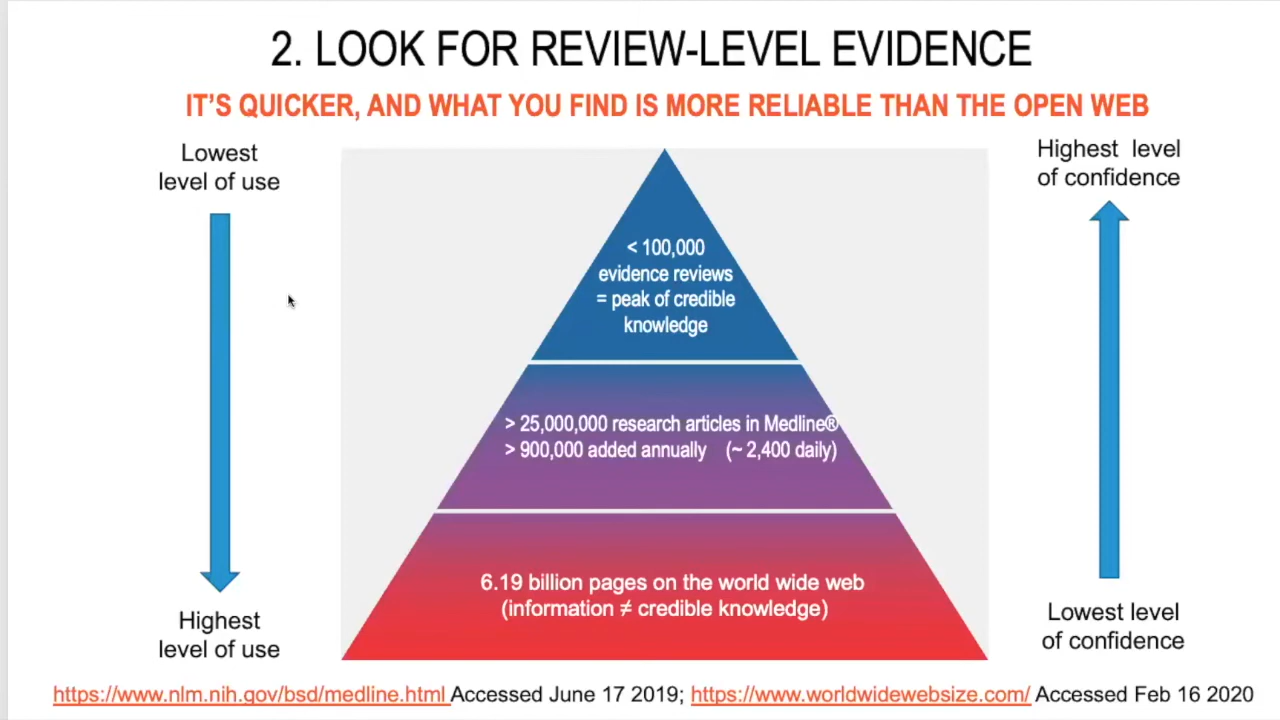 2. LOOK FOR REVIEW-LEVEL EVIDENCE
IT'S QUICKER, AND WHAT YOU FIND IS MORE RELIABLE THAN THE OPEN WEB
Lowest
level of use
Highest level
of confidence
< 100,000
evidence reviews
= peak of credible
knowledge
> 25,000,000 research articles in Medline®
> 900,000 added annually (~ 2,400 daily)
6.19 billion pages on the world wide web
(information ≠ credible knowledge)
Highest
level of use
Lowest level
of confidence
https://www.nlm.nih.gov/bsd/medline.html Accessed June 17 2019; https://www.worldwidewebsize.com/ Accessed Feb 16 2020